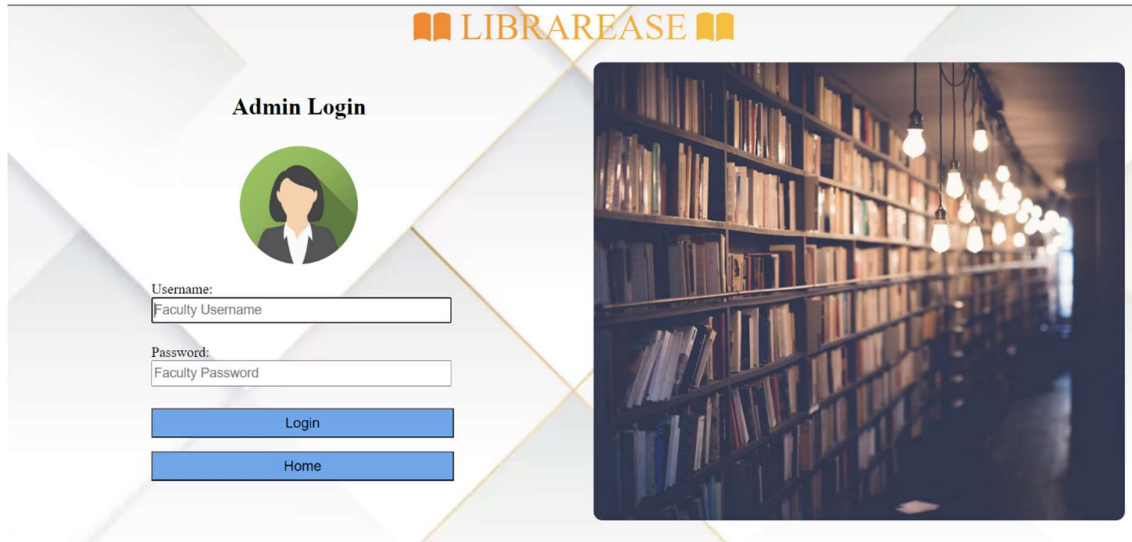 LIBRAREASE
Admin Login
Username:
Faculty Username
Password:
Faculty Password
Login
Home